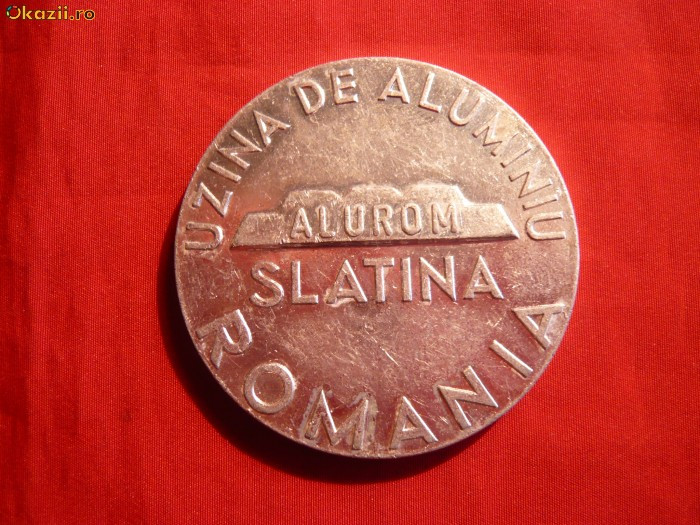 Okazii.ro
UZINA DE ALUMINIU
ALUROM
SLATINA
ROMANIA